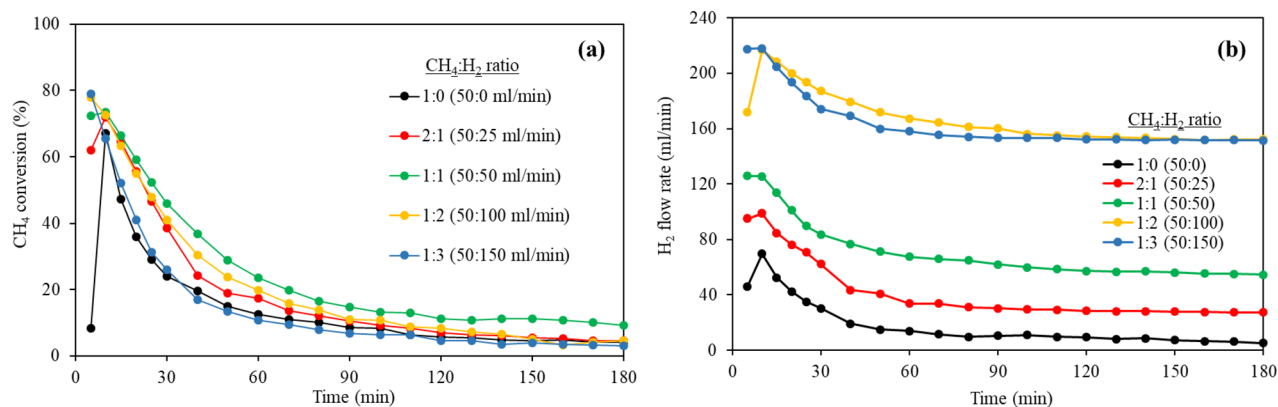 (a)
CH₄ conversion (%)
100
80
60
40
20
0
CH₄:H₂ ratio
1:0 (50:0 ml/min)
2:1 (50:25 ml/min)
1:1 (50:50 ml/min)
1:2 (50:100 ml/min)
1:3 (50:150 ml/min)
0 30 60 90 120 150 180
Time (min)
(b)
H₂ flow rate (ml/min)
240
200
160
120
80
40
0
CH₄:H₂ ratio
1:0 (50:0)
2:1 (50:25)
1:1 (50:50)
1:2 (50:100)
1:3 (50:150)
0 30 60 90 120 150 180
Time (min)